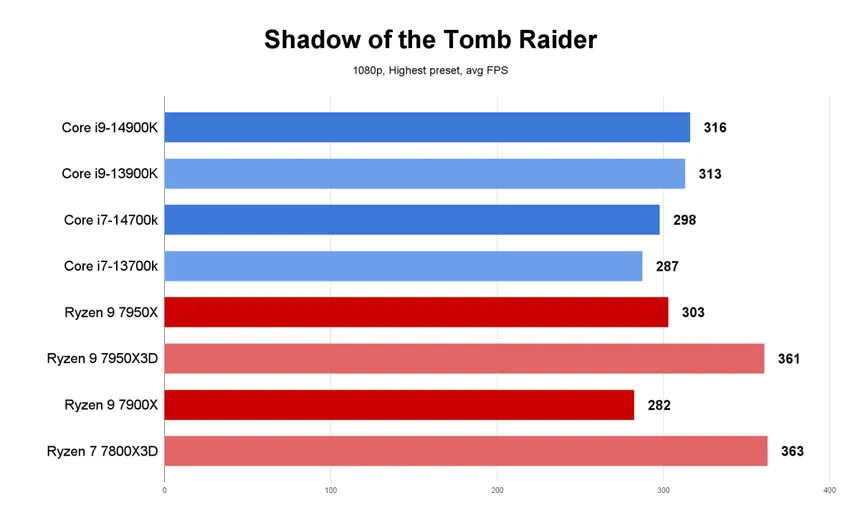 Shadow of the Tomb Raider
1080p, Highest preset, avg FPS
Core i9-14900K 316
Core i9-13900K 313
Core i7-14700k 298
Core i7-13700k 287
Ryzen 9 7950X 303
Ryzen 9 7950X3D 361
Ryzen 9 7900X 282
Ryzen 7 7800X3D 363
0 100 200 300 400